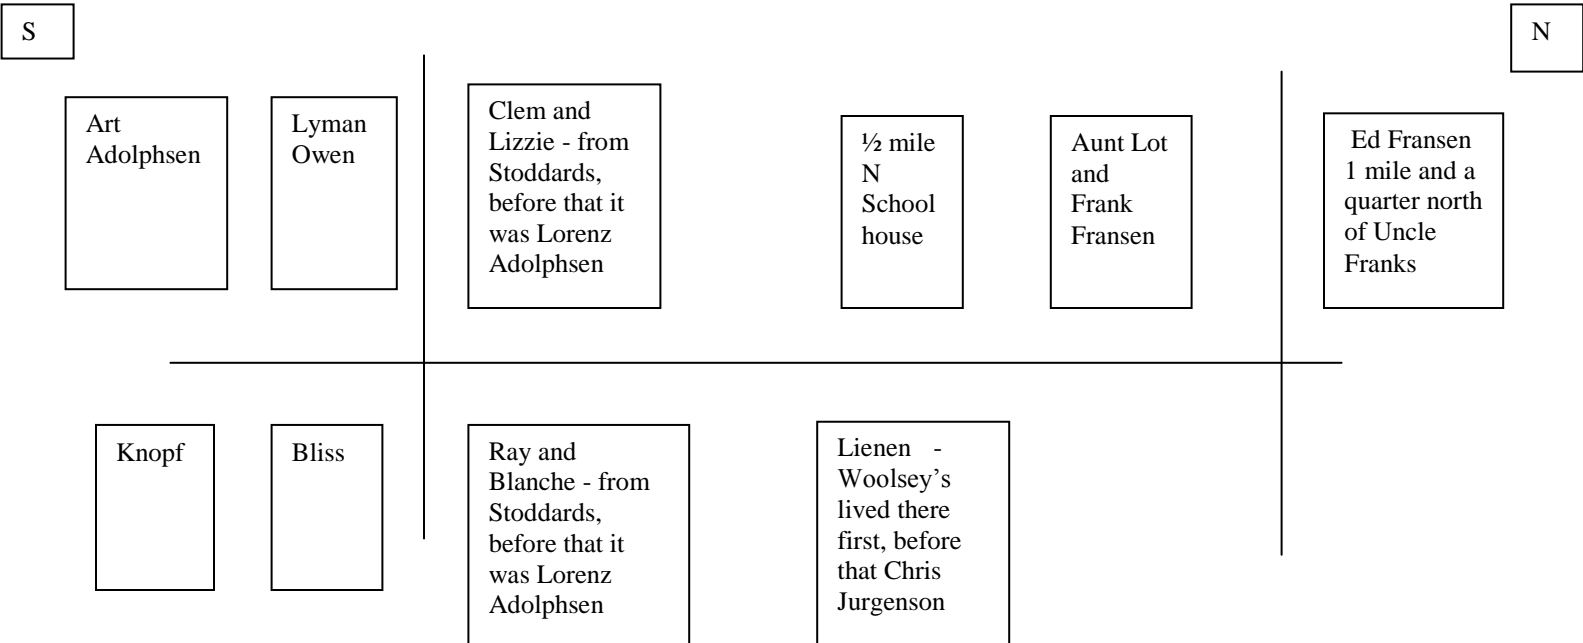 S
N
Art
Adolphsen
Lyman
Owen
Clem and
Lizzie - from
Stoddards,
before that it
was Lorenz
Adolphsen
½ mile
N
School
house
Aunt Lot
and
Frank
Fransen
Ed Fransen
1 mile and a
quarter north
of Uncle
Franks
Knopf
Bliss
Ray and
Blanche - from
Stoddards,
before that it
was Lorenz
Adolphsen
Lienen -
Woolsey’s
lived there
first, before
that Chris
Jurgenson